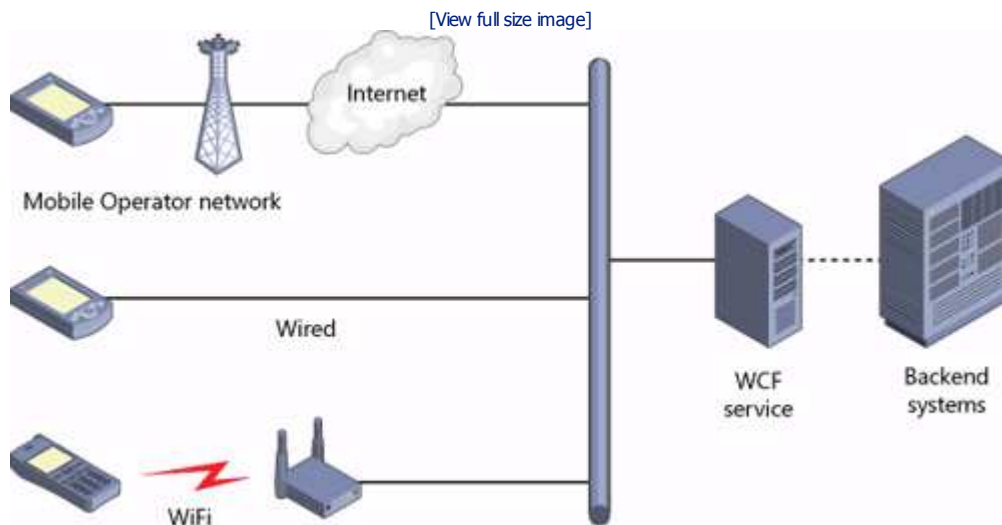 [View full size image]
Internet
Mobile Operator network
Wired
WCF
service
Backend
systems
WiFi